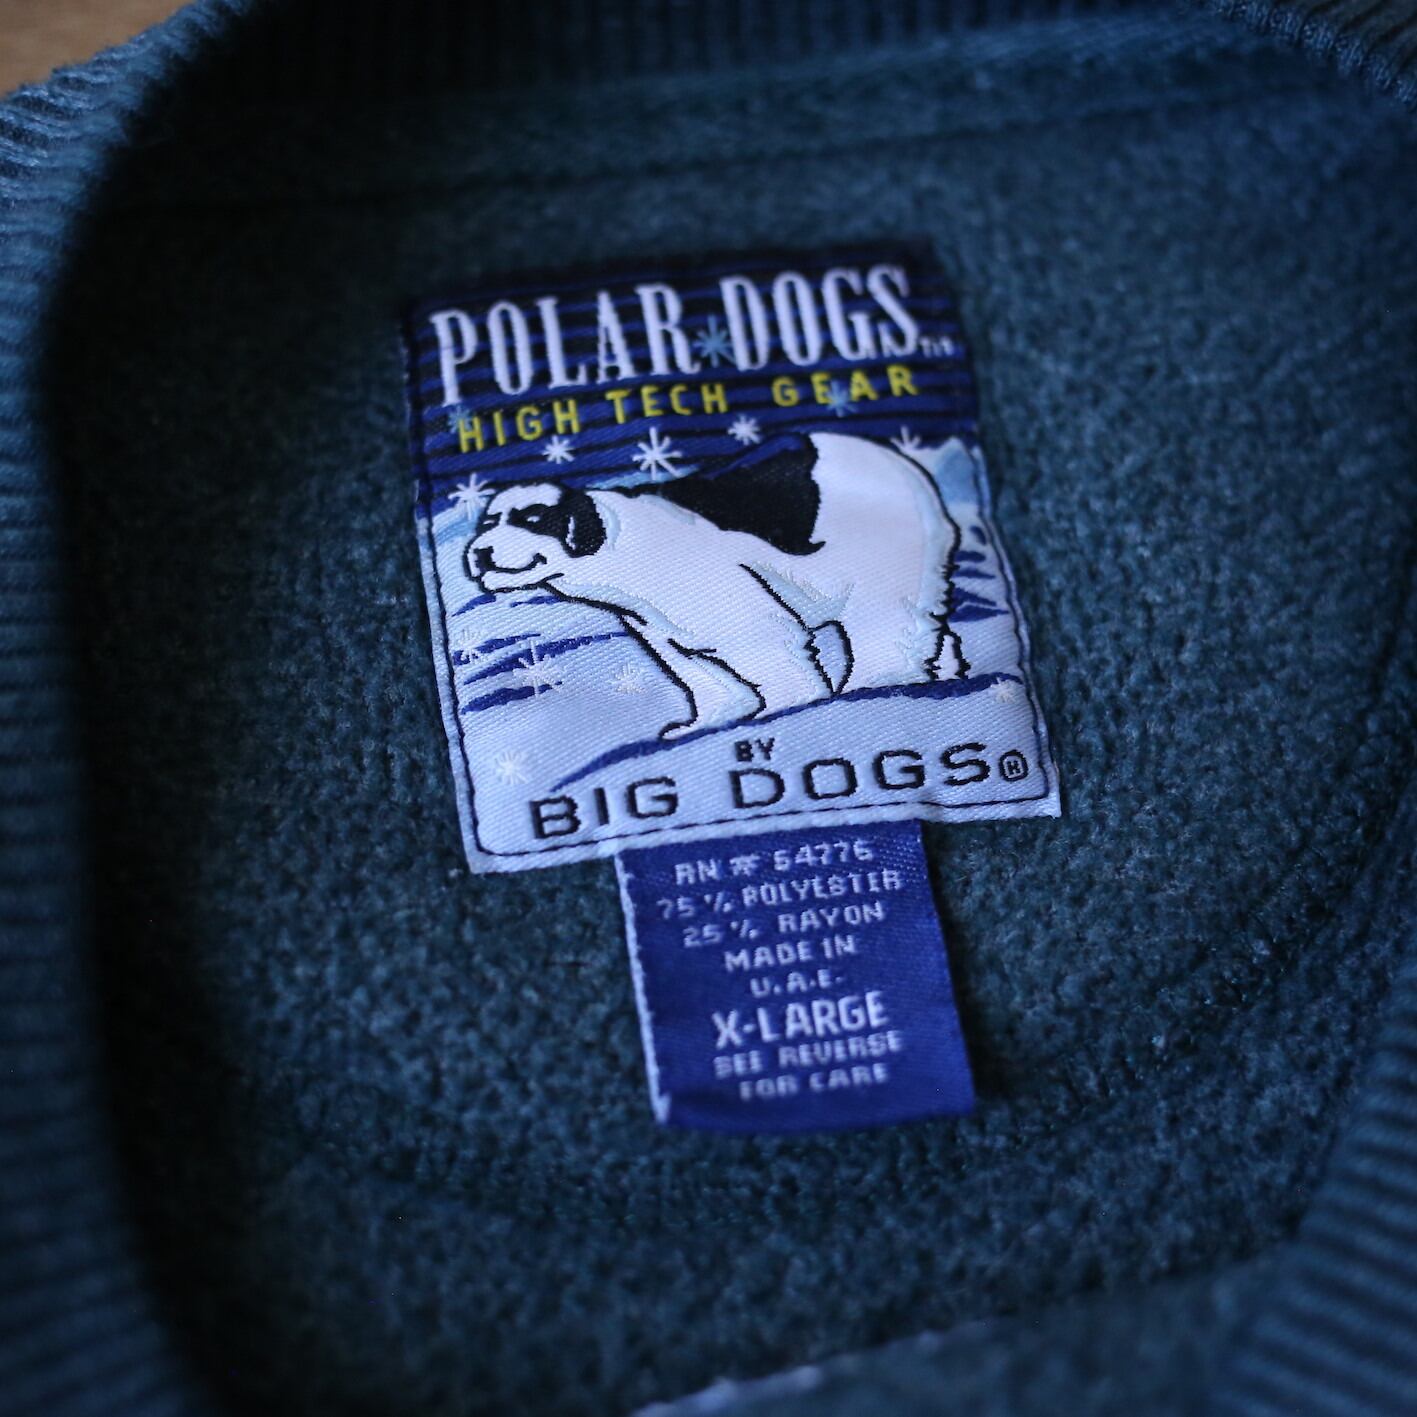 POLAR DOGS TM
HIGH TECH GEAR
BY
BIG DOGS ®
RN # 54776
75% POLYESTER
25% RAYON
MADE IN
U.A.E.
X-LARGE
SEE REVERSE
FOR CARE